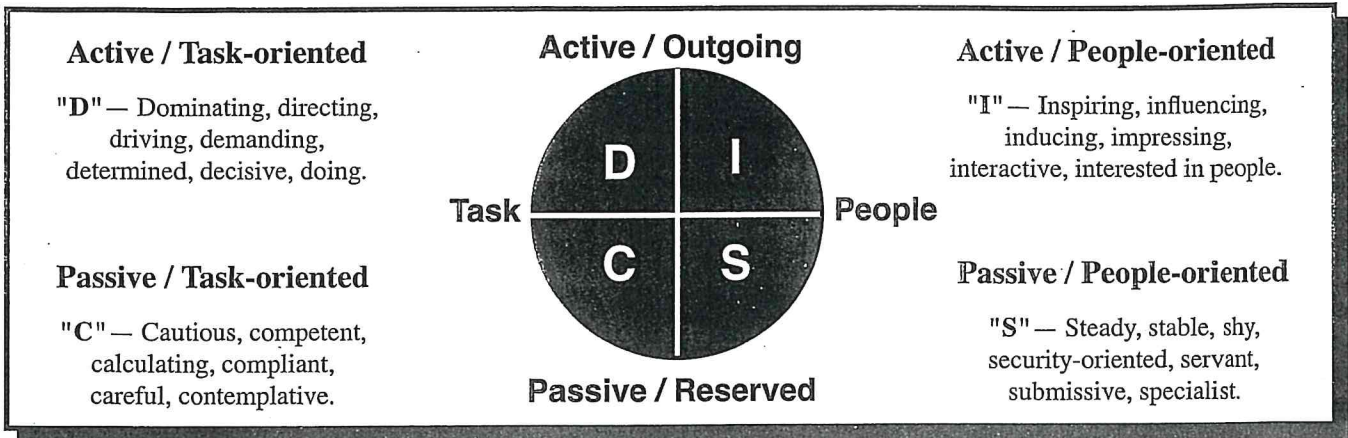 Active / Task-oriented
"D" — Dominating, directing,
driving, demanding,
determined, decisive, doing.
Passive / Task-oriented
"C" — Cautious, competent,
calculating, compliant,
careful, contemplative.
Active / Outgoing
D
I
Task
People
C
S
Passive / Reserved
Active / People-oriented
"I" — Inspiring, influencing,
inducing, impressing,
interactive, interested in people.
Passive / People-oriented
"S" — Steady, stable, shy,
security-oriented, servant,
submissive, specialist.